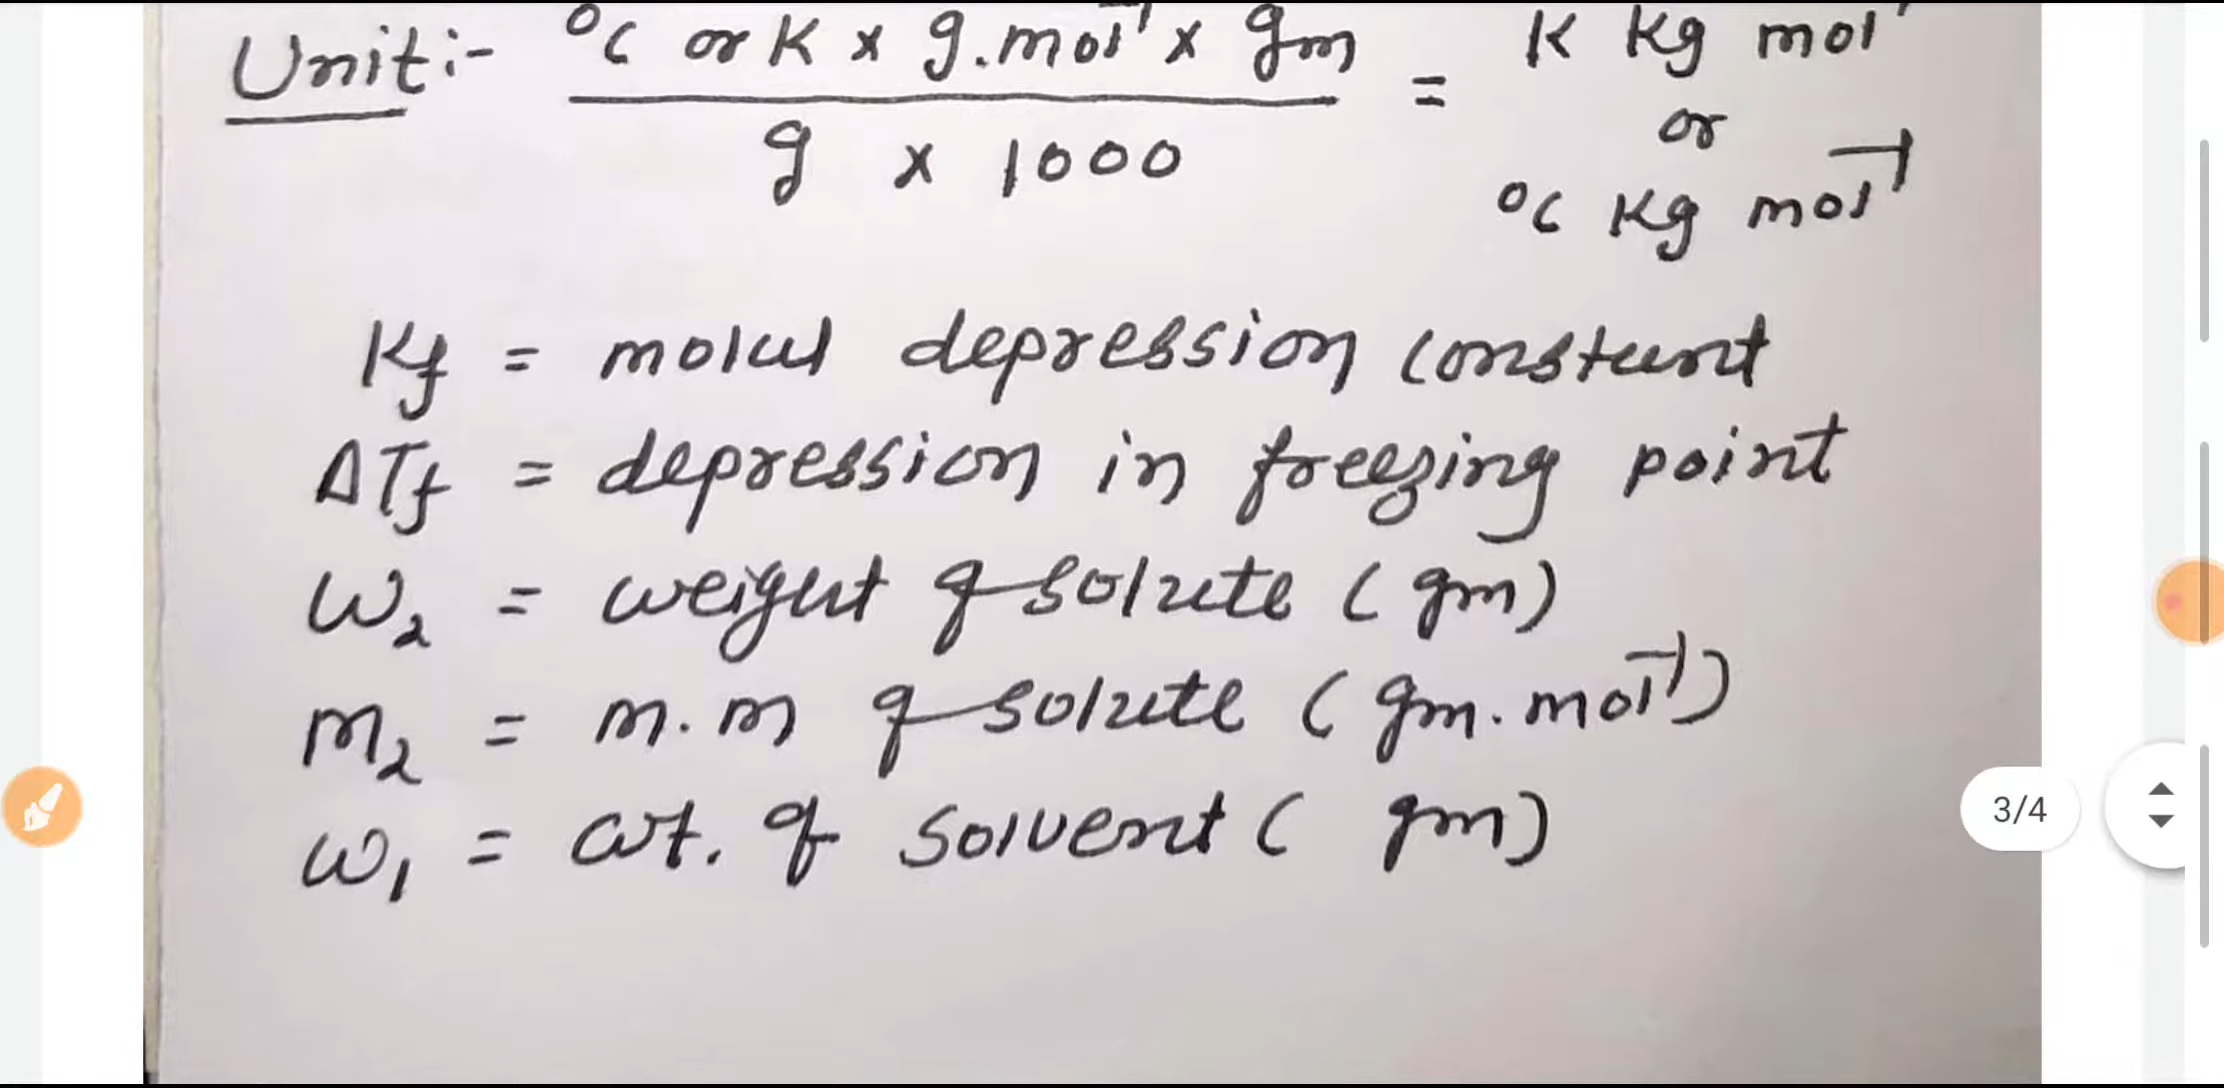 Unit:- °C or K x g.mol⁻¹ x gm = K Kg mol⁻¹
g x 1000
or
°C Kg mol⁻¹
Kf = molal depression constant
ΔTf = depression in freezing point
W₂ = weight of solute (gm)
M₂ = m.m of solute (gm.mol⁻¹)
W₁ = wt. of solvent (gm)
3/4